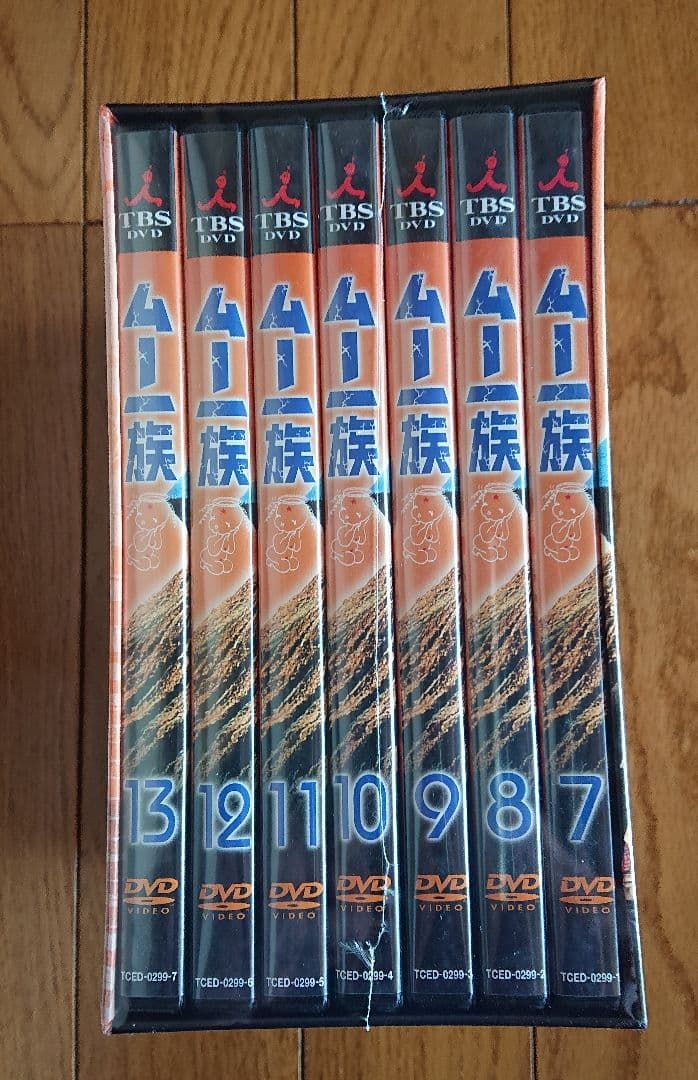 TBS
DVD
ムー一族
13
DVD
VIDEO
TCED-0299-7
TBS
DVD
ムー一族
12
DVD
VIDEO
TCED-0299-6
TBS
DVD
ムー一族
11
DVD
VIDEO
TCED-0299-5
TBS
DVD
ムー一族
10
DVD
VIDEO
TCED-0299-4
TBS
DVD
ムー一族
9
DVD
VIDEO
TCED-0299-3
TBS
DVD
ムー一族
8
DVD
VIDEO
TCED-0299-2
TBS
DVD
ムー一族
7
DVD
VIDEO
TCED-0299-1